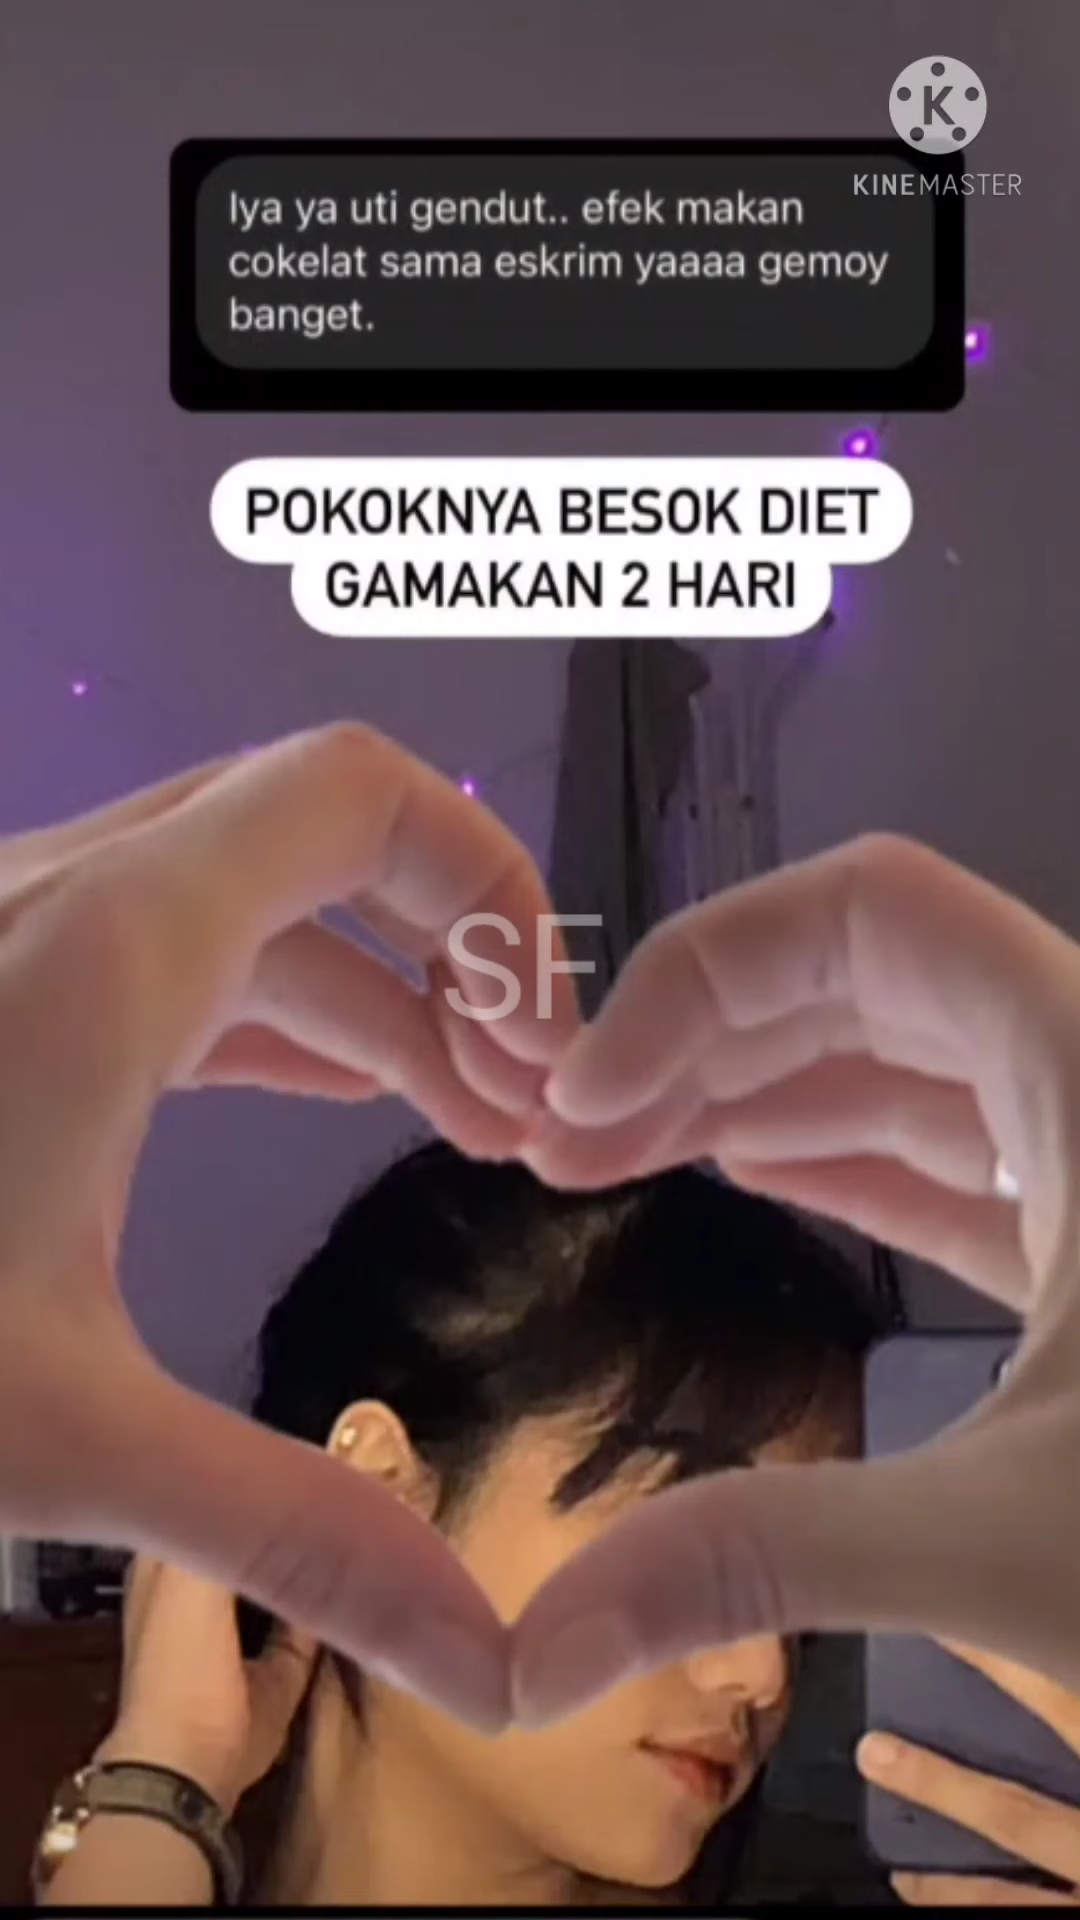 K
KINEMASTER
Iya ya uti gendut.. efek makan
cokelat sama eskrim yaaaa gemoy
banget.
POKOKNYA BESOK DIET
GAMAKAN 2 HARI
SF